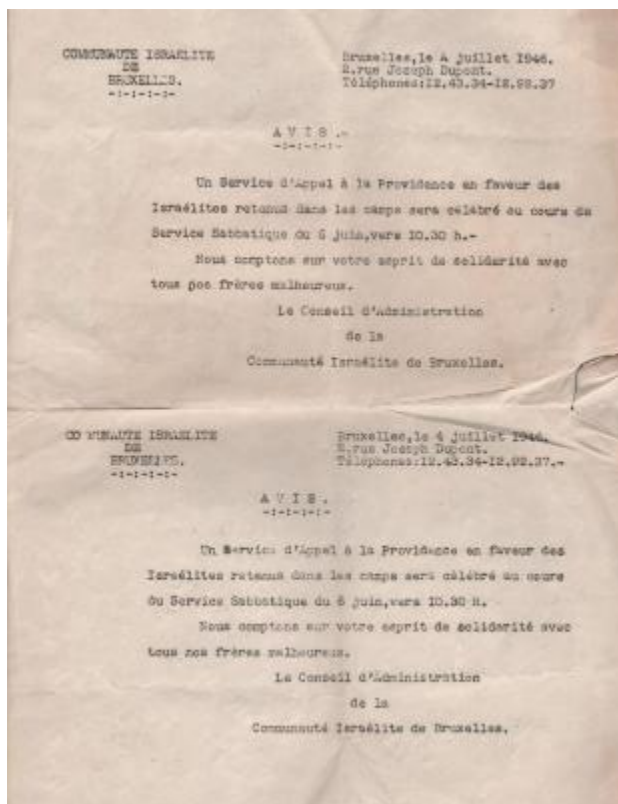 COMMUNAUTE ISRAELITE
DE
BRUXELLES.
-:-:-:-:-
Bruxelles,le 4 juillet 1946.
2.rue Joseph Dupont.
Téléphones:12.43.34-12.92.37
A V I S .-
-:-:-:-:-
Un Service d'Appel à la Providence en faveur des
Israélites retenus dans les camps sera célébré au cours du
Service Sabbatique du 6 juin,vers 10.30 h.-
Nous comptons sur votre esprit de solidarité avec
tous nos frères malheureux.
Le Conseil d'Administration
de la
Communauté Israélite de Bruxelles.
COMMUNAUTE ISRAELITE
DE
BRUXELLES.
-:-:-:-:-
Bruxelles,le 4 juillet 1946.
2.rue Joseph Dupont.
Téléphones:12.43.34-12.92.37.-
A V I S .
-:-:-:-:-
Un Service d'Appel à la Providence en faveur des
Israélites retenus dans les camps sera célébré au cours
du Service Sabbatique du 6 juin,vers 10.30 H.
Nous comptons sur votre esprit de solidarité avec
tous nos frères malheureux.
Le Conseil d'Administration
de la
Communauté Israélite de Bruxelles.